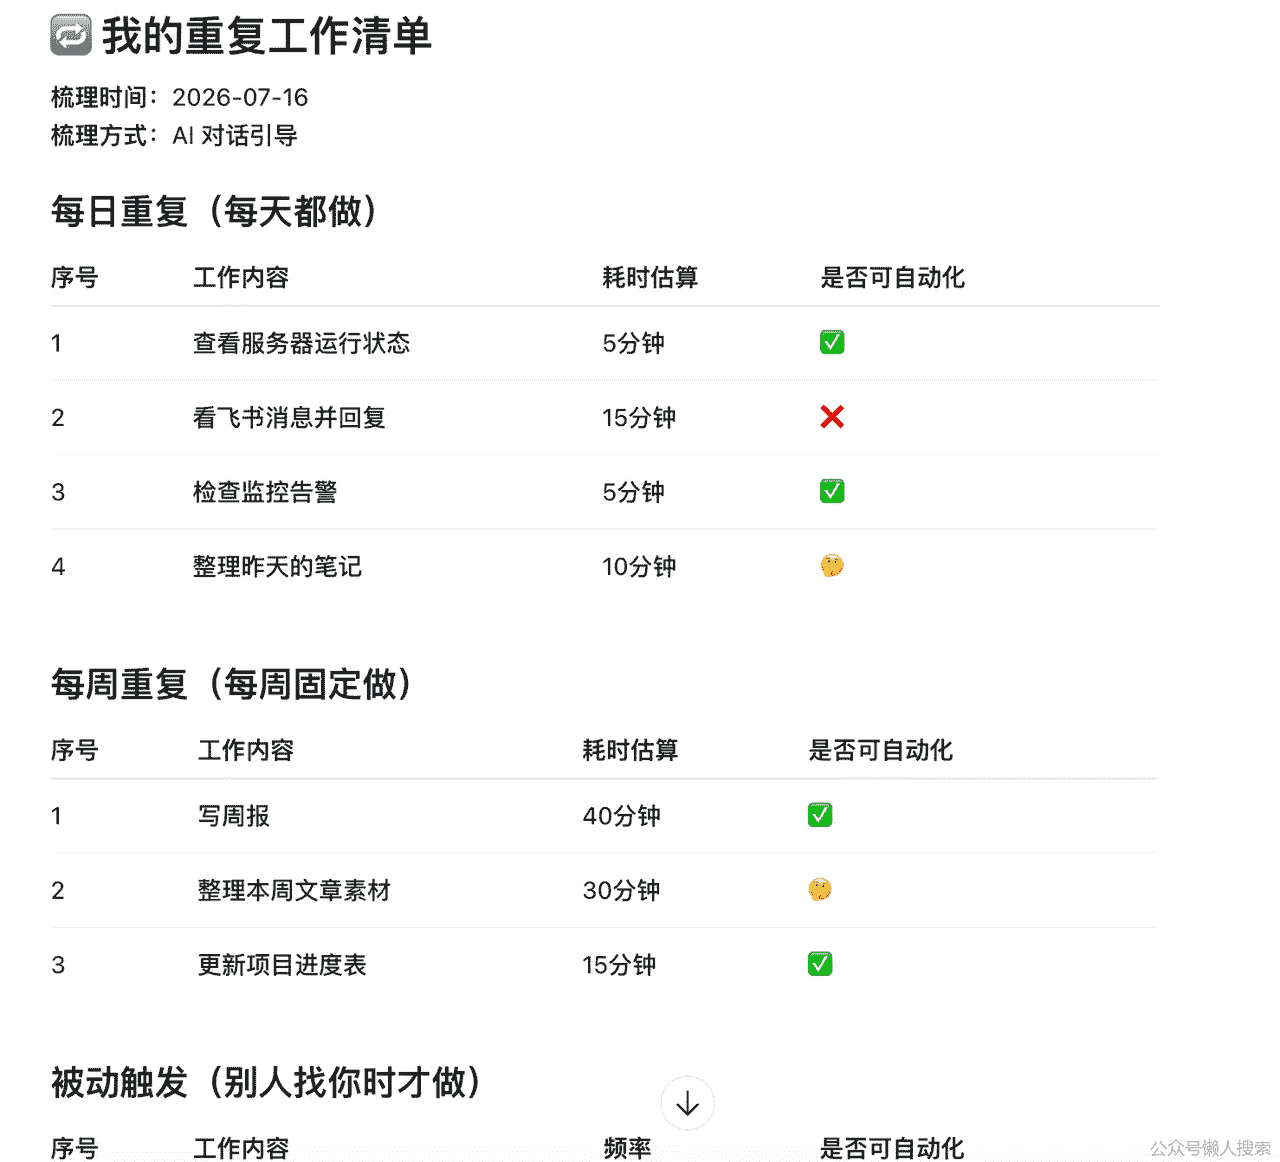 🔁 我的重复工作清单
梳理时间：2026-07-16
梳理方式：AI 对话引导
每日重复（每天都做）
序号 工作内容 耗时估算 是否可自动化
1 查看服务器运行状态 5分钟 ✅
2 看飞书消息并回复 15分钟 ❌
3 检查监控告警 5分钟 ✅
4 整理昨天的笔记 10分钟 🤔
每周重复（每周固定做）
序号 工作内容 耗时估算 是否可自动化
1 写周报 40分钟 ✅
2 整理本周文章素材 30分钟 🤔
3 更新项目进度表 15分钟 ✅
被动触发（别人找你时才做）
序号 工作内容 频率 是否可自动化
公众号懒人搜索